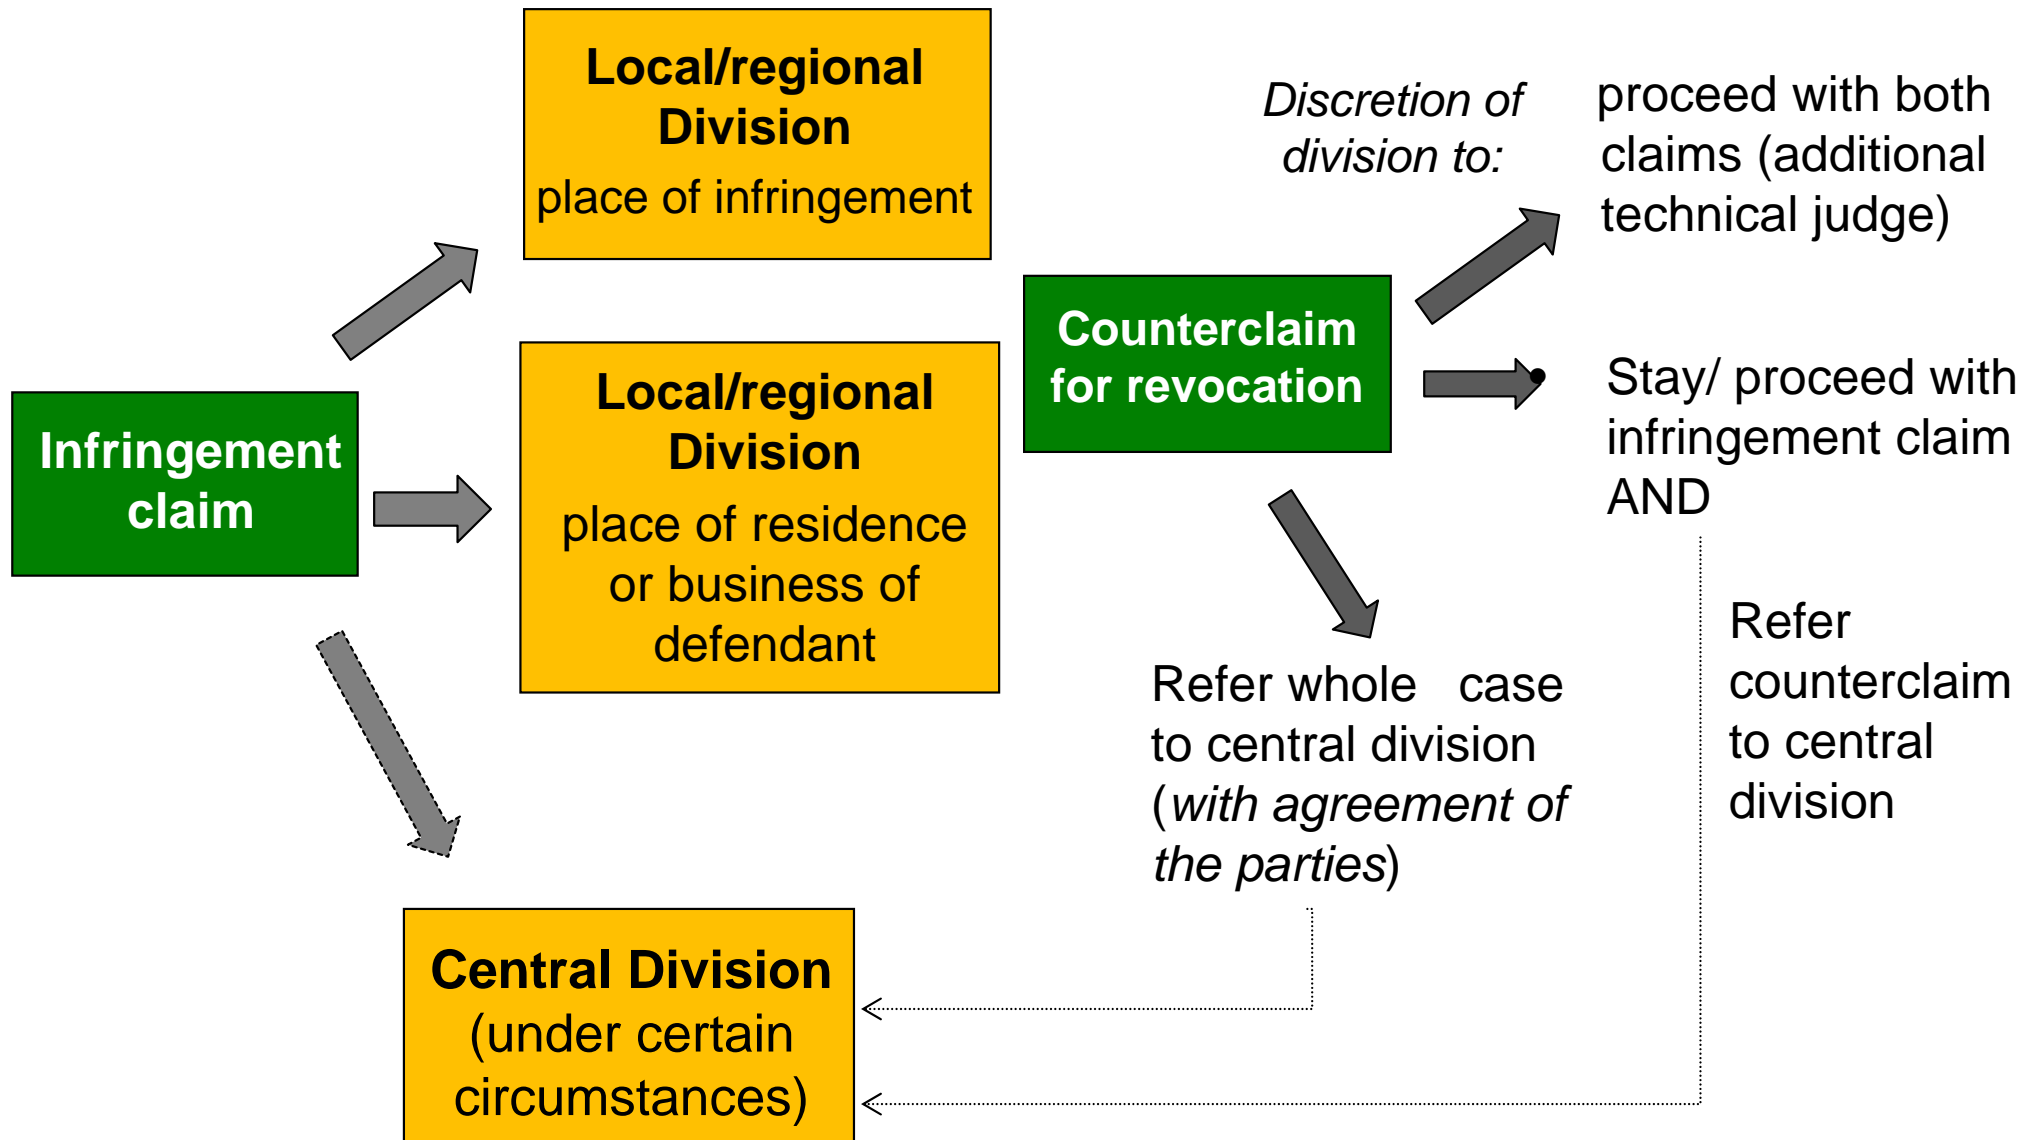 Local/regional
Division
place of infringement
Infringement
claim
Local/regional
Division
place of residence
or business of
defendant
Central Division
(under certain
circumstances)
Counterclaim
for revocation
Discretion of
division to:
proceed with both
claims (additional
technical judge)
Stay/ proceed with
infringement claim
AND
Refer
counterclaim
to central
division
Refer whole case
to central division
(with agreement of
the parties)